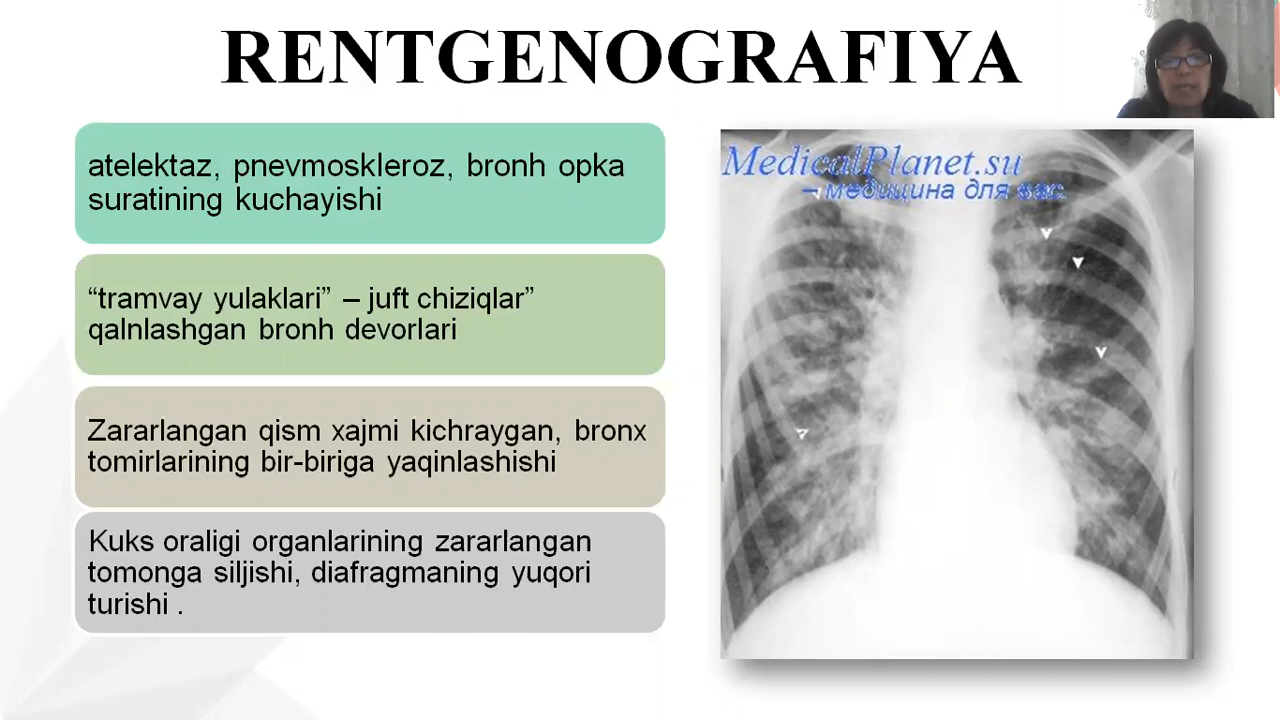 RENTGENOGRAFIYA
atelektaz, pnevmoskleroz, bronh opka
suratining kuchayishi
“tramvay yulaklari” – juft chiziqlar”
qalnlashgan bronh devorlari
Zararlangan qism xajmi kichraygan, bronx
tomirlarining bir-biriga yaqinlashishi
Kuks oraligi organlarining zararlangan
tomonga siljishi, diafragmaning yuqori
turishi .
MedicalPlanet.su
– медицина для вас.